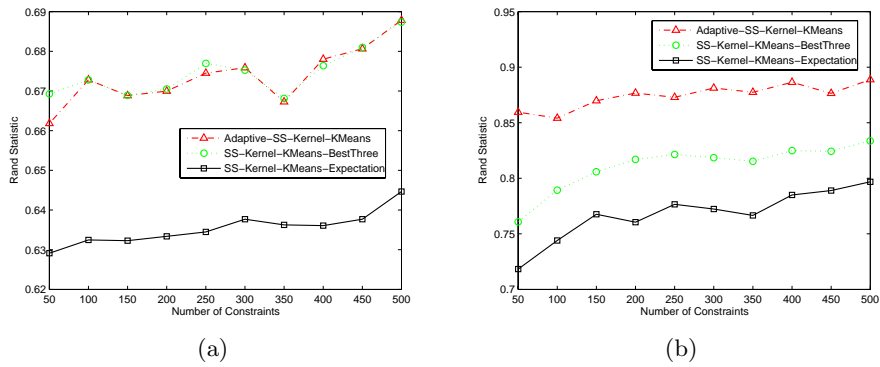 0.69
0.68
0.67
0.66
0.65
0.64
0.63
0.62
Rand Statistic
Adaptive-SS-Kernel-KMeans
SS-Kernel-KMeans-BestThree
SS-Kernel-KMeans-Expectation
50 100 150 200 250 300 350 400 450 500
Number of Constraints
(a)
0.95
0.9
0.85
0.8
0.75
0.7
Rand Statistic
Adaptive-SS-Kernel-KMeans
SS-Kernel-KMeans-BestThree
SS-Kernel-KMeans-Expectation
50 100 150 200 250 300 350 400 450 500
Number of Constraints
(b)